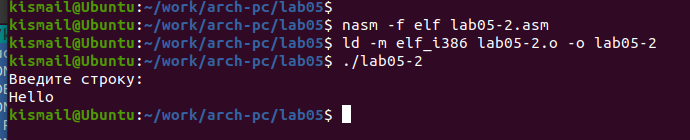 kismail@Ubuntu:~/work/arch-pc/lab05$
kismail@Ubuntu:~/work/arch-pc/lab05$ nasm -f elf lab05-2.asm
kismail@Ubuntu:~/work/arch-pc/lab05$ ld -m elf_i386 lab05-2.o -o lab05-2
kismail@Ubuntu:~/work/arch-pc/lab05$ ./lab05-2
Введите строку:
Hello
kismail@Ubuntu:~/work/arch-pc/lab05$